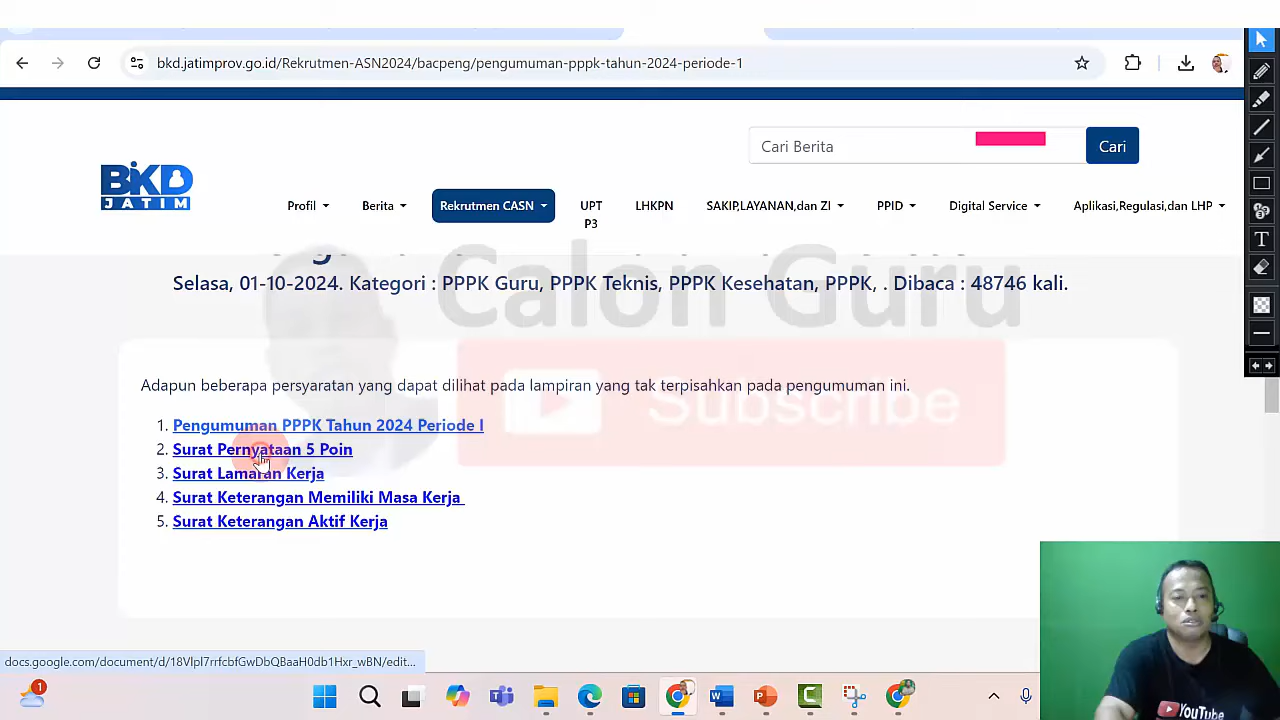 bkd.jatimprov.go.id/Rekrutmen-ASN2024/bacpeng/pengumuman-pppk-tahun-2024-periode-1
Cari Berita
Cari
BKD
JATIM
Profil
Berita
Rekrutmen CASN
UPT
P3
LHKPN
SAKIP,LAYANAN,dan ZI
PPID
Digital Service
Aplikasi,Regulasi,dan LHP
Calon Guru
Selasa, 01-10-2024. Kategori : PPPK Guru, PPPK Teknis, PPPK Kesehatan, PPPK, . Dibaca : 48746 kali.
Subscribe
Adapun beberapa persyaratan yang dapat dilihat pada lampiran yang tak terpisahkan pada pengumuman ini.
1. Pengumuman PPPK Tahun 2024 Periode I
2. Surat Pernyataan 5 Poin
3. Surat Lamaran Kerja
4. Surat Keterangan Memiliki Masa Kerja
5. Surat Keterangan Aktif Kerja
docs.google.com/document/d/18VlpI7rrfcbfGwDbQBaaH0db1Hxr_wBN/edit...
1
YouTube